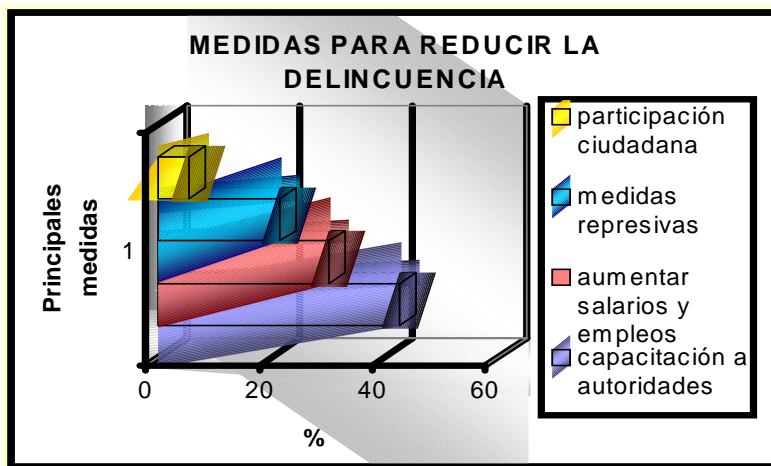 MEDIDAS PARA REDUCIR LA
DELINCUENCIA
Principales
medidas
1
0
20
40
60
%
participación
ciudadana
medidas
represivas
aumentar
salarios y
empleos
capacitación a
autoridades